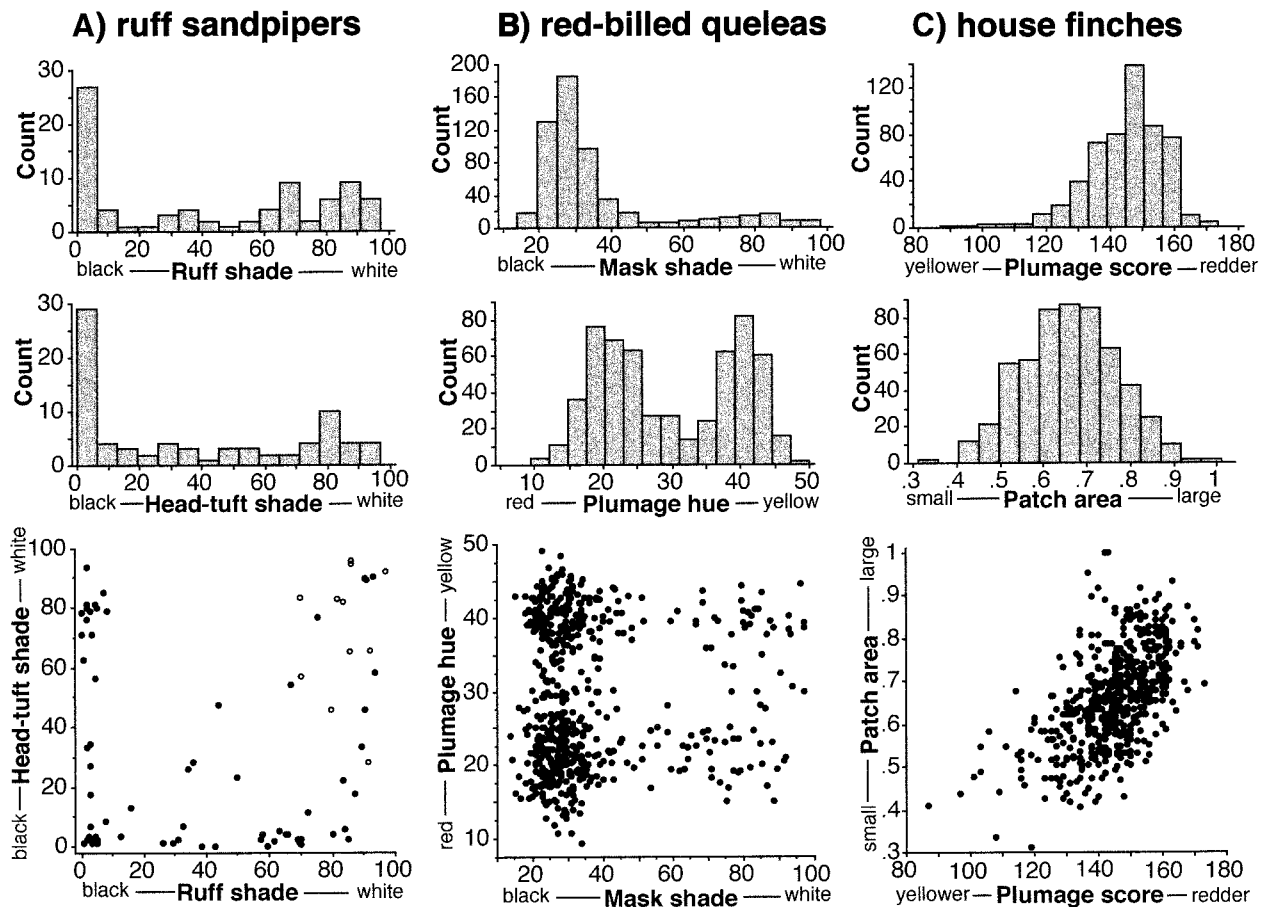 A) ruff sandpipers
B) red-billed queleas
C) house finches
30
20
10
0
Count
0 20 40 60 80 100
black — Ruff shade — white
200
160
120
80
40
0
Count
20 40 60 80 100
black — Mask shade — white
120
80
40
0
Count
80 100 120 140 160 180
yellower — Plumage score — redder
30
20
10
0
Count
0 20 40 60 80 100
black — Head-tuft shade — white
80
60
40
20
0
Count
10 20 30 40 50
red — Plumage hue — yellow
80
60
40
20
0
Count
.3 .4 .5 .6 .7 .8 .9 1
small — Patch area — large
100
80
60
40
20
0
black — Head-tuft shade — white
0 20 40 60 80 100
black — Ruff shade — white
50
40
30
20
10
red — Plumage hue — yellow
20 40 60 80 100
black — Mask shade — white
1
.9
.8
.7
.6
.5
.4
.3
small — Patch area — large
80 100 120 140 160 180
yellower — Plumage score — redder